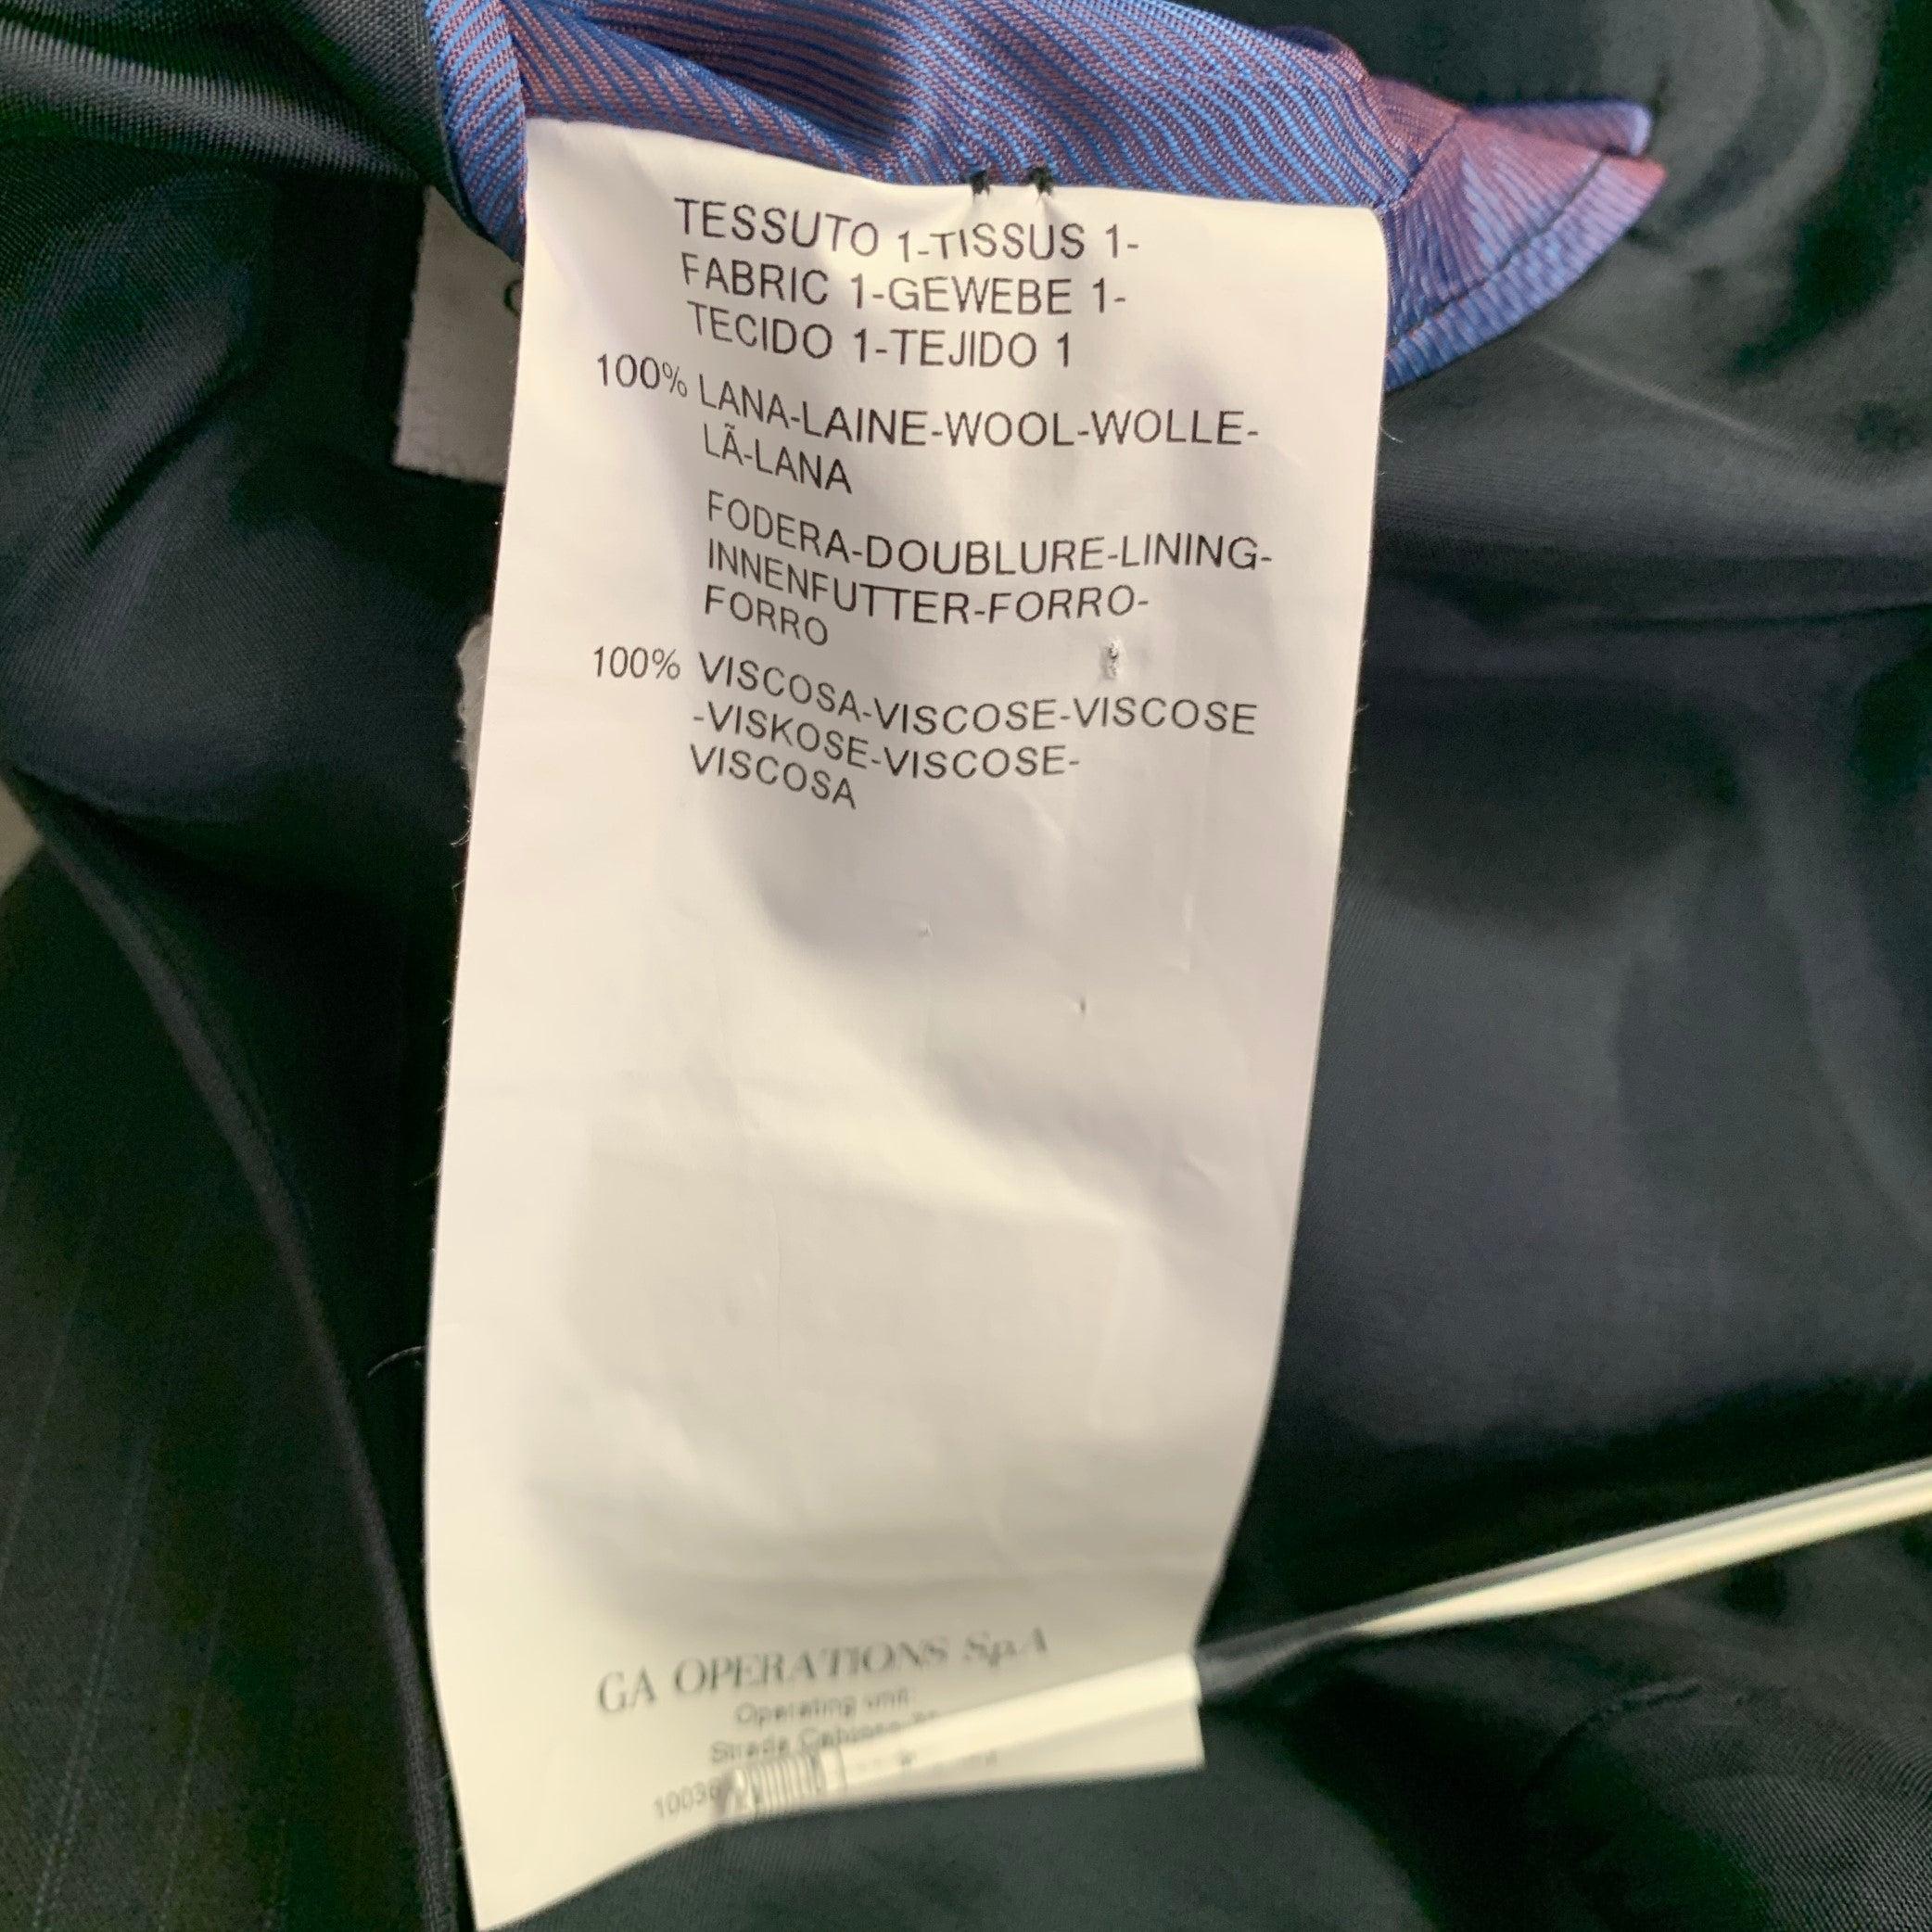 TESSUTO 1-TISSUS 1-
FABRIC 1-GEWEBE 1-
TECIDO 1-TEJIDO 1
100% LANA-LAINE-WOOL-WOLLE-
LÃ-LANA
FODERA-DOUBLURE-LINING-
INNENFUTTER-FORRO-
FORRO
100% VISCOSA-VISCOSE-VISCOSE
-VISKOSE-VISCOSE-
VISCOSA
GA OPERATIONS SpA
Operating unit: